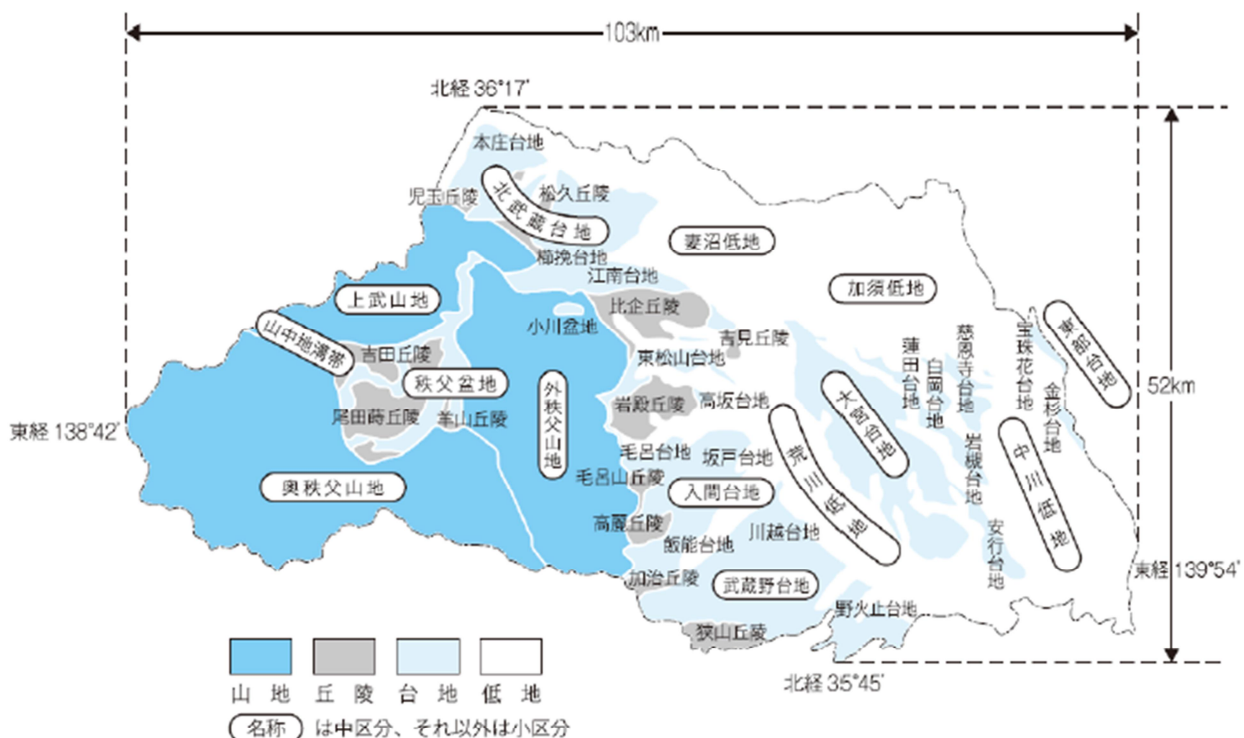 103km
北経 36°17′
本庄台地
児玉丘陵
松久丘陵
北武蔵台地
櫛挽台地
妻沼低地
江南台地
上武山地
加須低地
比企丘陵
小川盆地
山中地溝帯
吉田丘陵
吉見丘陵
東松山台地
蓮田台地
白岡台地
慈恩寺台地
宝珠花台地
東部台地
金杉台地
52km
秩父盆地
外秩父山地
岩殿丘陵
高坂台地
大宮台地
尾田蒔丘陵
羊山丘陵
東経 138°42′
荒川低地
岩槻台地
中川低地
毛呂台地
坂戸台地
毛呂山丘陵
奥秩父山地
入間台地
高麗丘陵
飯能台地
川越台地
安行台地
加治丘陵
武蔵野台地
東経 139°54′
野火止台地
狭山丘陵
北経 35°45′
山地
丘陵
台地
低地
名称 は中区分、それ以外は小区分